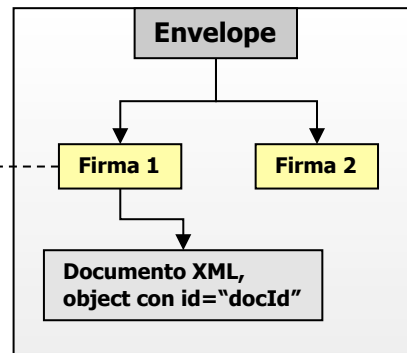 Envelope
Firma 1
Firma 2
Documento XML,
object con id=“docId”